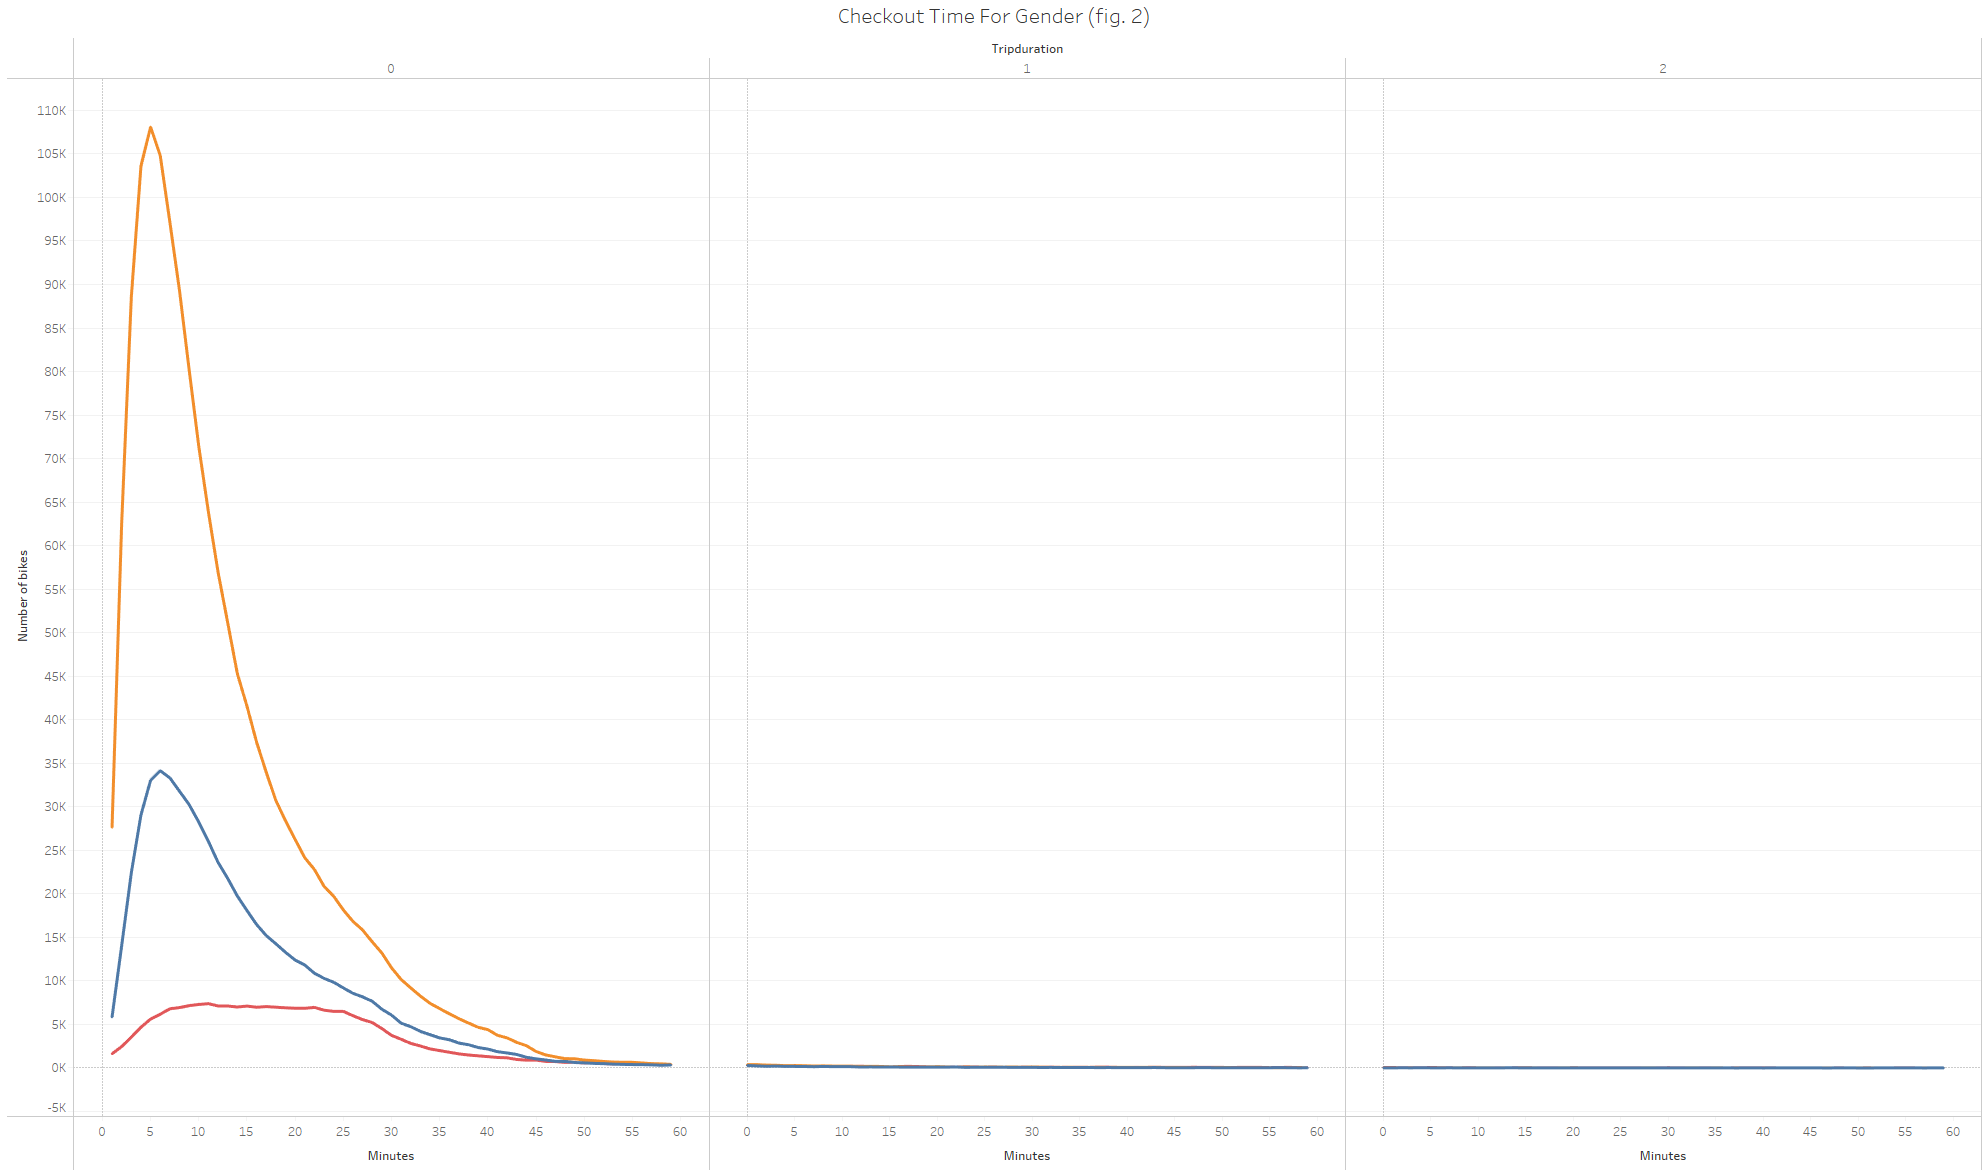 Checkout Time For Gender (fig. 2)
Tripduration
0 1 2
110K
105K
100K
95K
90K
85K
80K
75K
70K
65K
60K
55K
50K
45K
40K
35K
30K
25K
20K
15K
10K
5K
0K
-5K
Number of bikes
0 5 10 15 20 25 30 35 40 45 50 55 60 0 5 10 15 20 25 30 35 40 45 50 55 60 0 5 10 15 20 25 30 35 40 45 50 55 60
Minutes Minutes Minutes